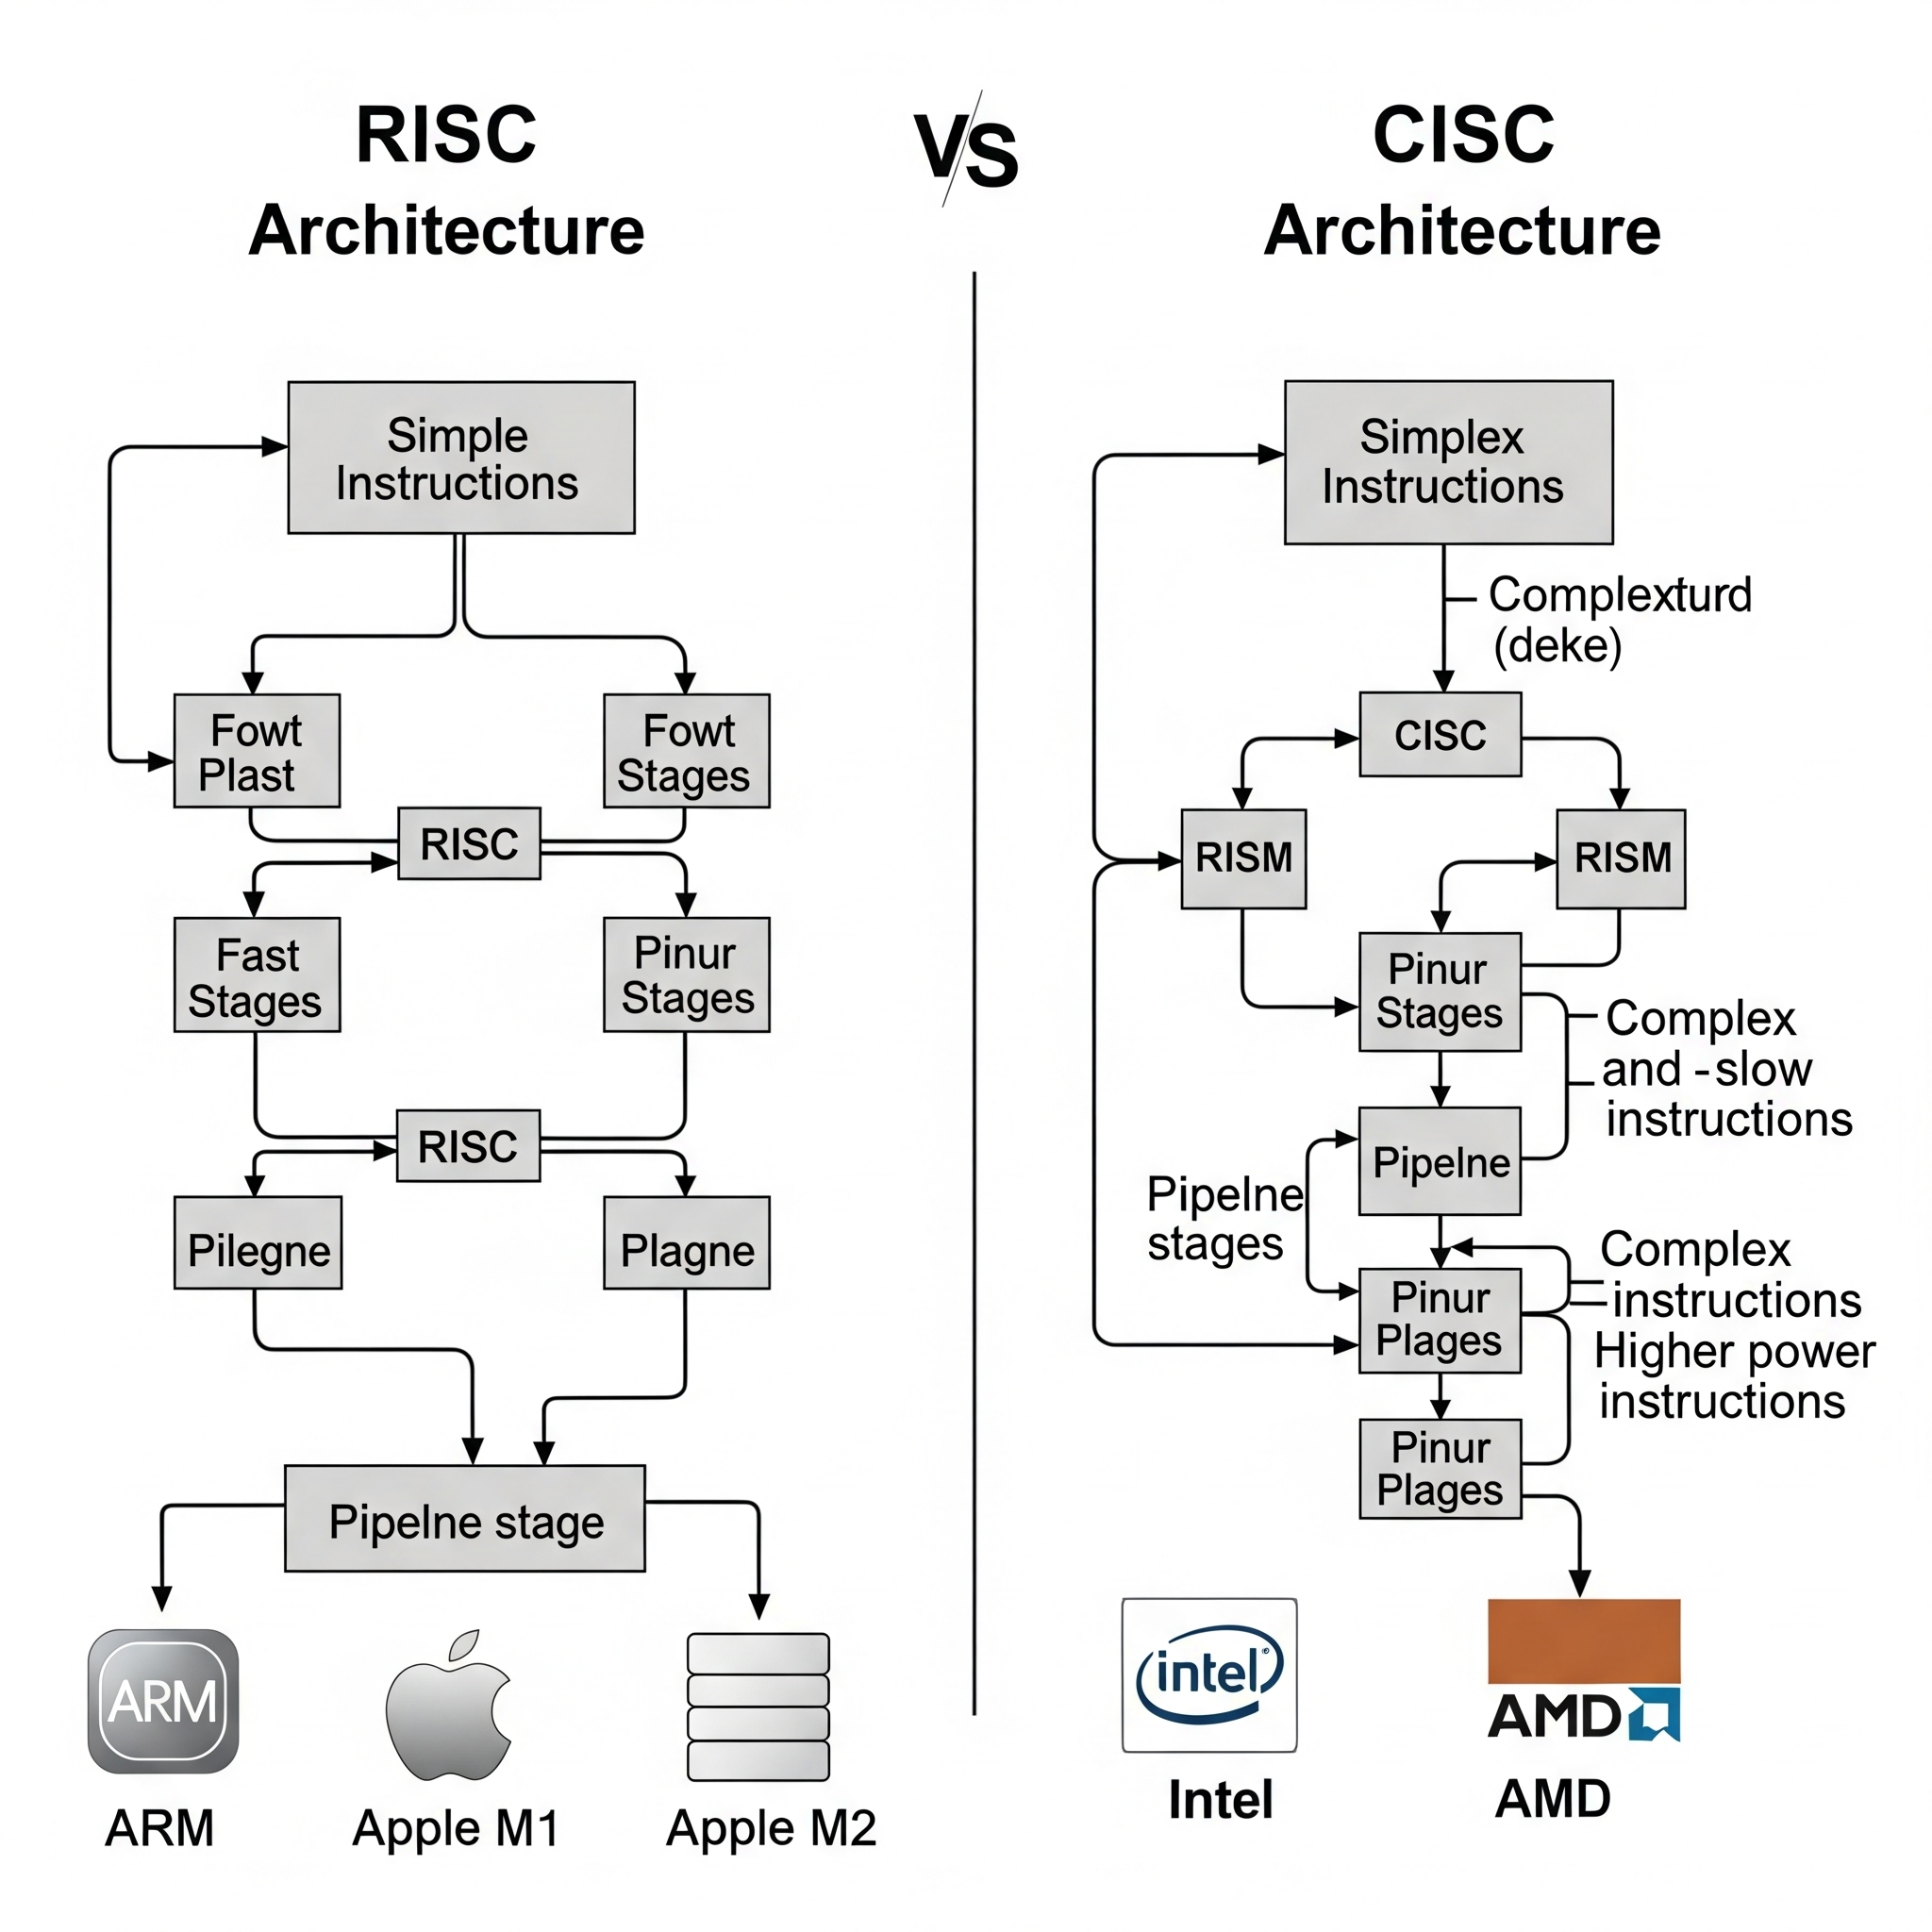 RISC
Architecture
VS
CISC
Architecture
Simple
Instructions
Fowt
Plast
Fowt
Stages
RISC
Fast
Stages
Pinur
Stages
RISC
Pilegne
Plagne
Pipelne stage
ARM
ARM
Apple M1
Apple M2
Simplex
Instructions
Complexturd
(deke)
CISC
RISM
RISM
Pinur
Stages
Complex
and -slow
instructions
Pipelne
Pipelne
stages
Complex
instructions
Pinur
Plages
Higher power
instructions
Pinur
Plages
intel
Intel
AMD
AMD